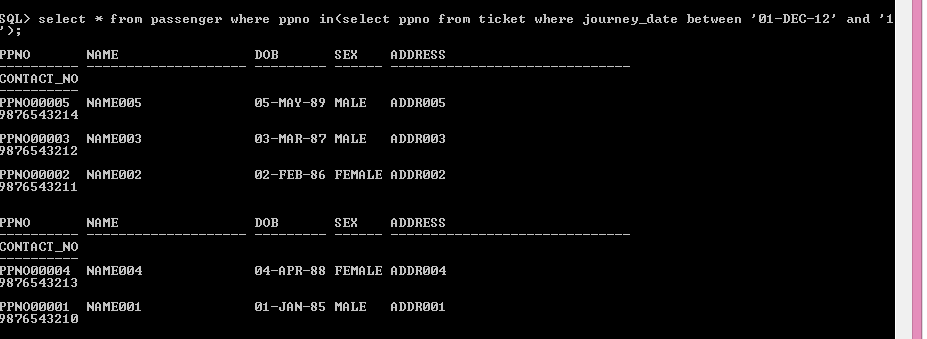 SQL> select * from passenger where ppno in(select ppno from ticket where journey_date between '01-DEC-12' and '1
');
PPNO       NAME                 DOB       SEX    ADDRESS
---------- -------------------- --------- ------ ------------------------------
CONTACT_NO
----------
PPNO00005  NAME005              05-MAY-89 MALE   ADDR005
9876543214
PPNO00003  NAME003              03-MAR-87 MALE   ADDR003
9876543212
PPNO00002  NAME002              02-FEB-86 FEMALE ADDR002
9876543211
PPNO       NAME                 DOB       SEX    ADDRESS
---------- -------------------- --------- ------ ------------------------------
CONTACT_NO
----------
PPNO00004  NAME004              04-APR-88 FEMALE ADDR004
9876543213
PPNO00001  NAME001              01-JAN-85 MALE   ADDR001
9876543210